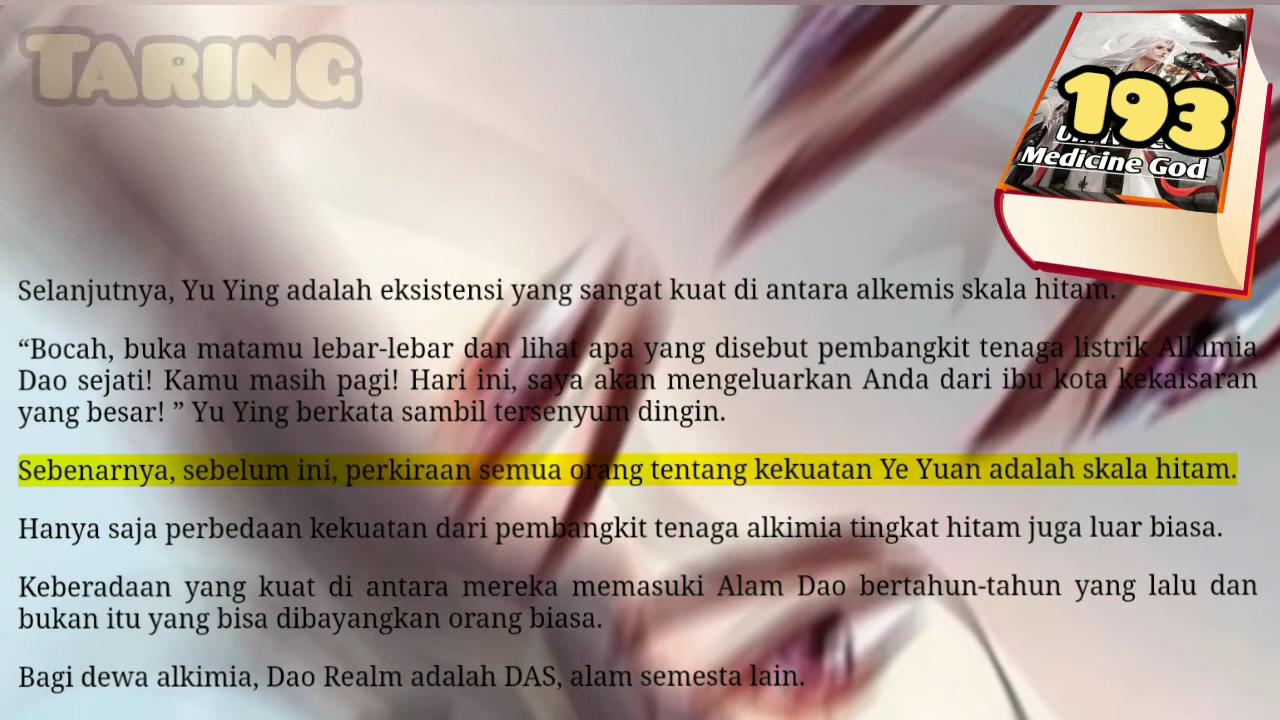 TARING
193
Medicine God
Selanjutnya, Yu Ying adalah eksistensi yang sangat kuat di antara alkemis skala hitam.
“Bocah, buka matamu lebar-lebar dan lihat apa yang disebut pembangkit tenaga listrik Alkimia
Dao sejati! Kamu masih pagi! Hari ini, saya akan mengeluarkan Anda dari ibu kota kekaisaran
yang besar! ” Yu Ying berkata sambil tersenyum dingin.
Sebenarnya, sebelum ini, perkiraan semua orang tentang kekuatan Ye Yuan adalah skala hitam.
Hanya saja perbedaan kekuatan dari pembangkit tenaga alkimia tingkat hitam juga luar biasa.
Keberadaan yang kuat di antara mereka memasuki Alam Dao bertahun-tahun yang lalu dan
bukan itu yang bisa dibayangkan orang biasa.
Bagi dewa alkimia, Dao Realm adalah DAS, alam semesta lain.